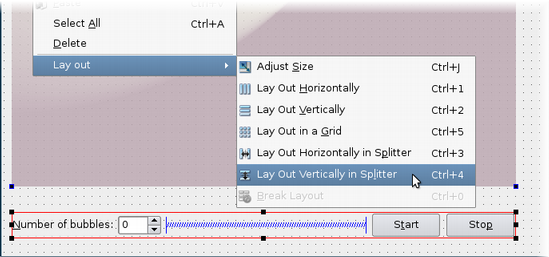 Select All Ctrl+A
Delete
Lay out
Adjust Size Ctrl+J
Lay Out Horizontally Ctrl+1
Lay Out Vertically Ctrl+2
Lay Out in a Grid Ctrl+5
Lay Out Horizontally in Splitter Ctrl+3
Lay Out Vertically in Splitter Ctrl+4
Break Layout Ctrl+0
Number of bubbles: 0 Start Stop